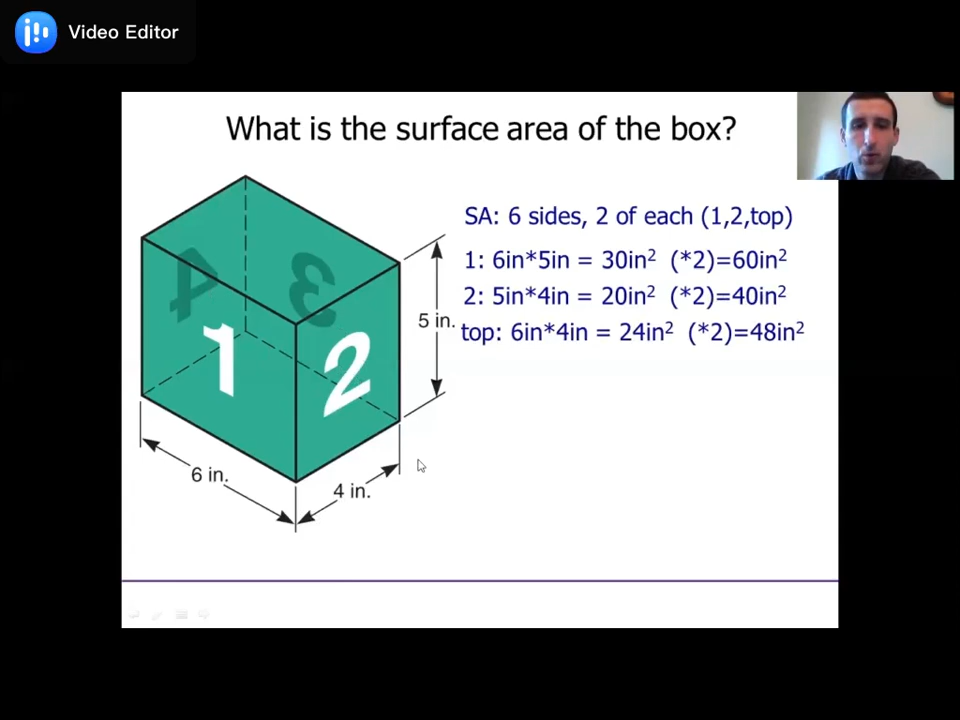 Video Editor
What is the surface area of the box?
SA: 6 sides, 2 of each (1,2,top)
1: 6in*5in = 30in² (*2)=60in²
2: 5in*4in = 20in² (*2)=40in²
top: 6in*4in = 24in² (*2)=48in²
4
3
1
2
5 in.
6 in.
4 in.